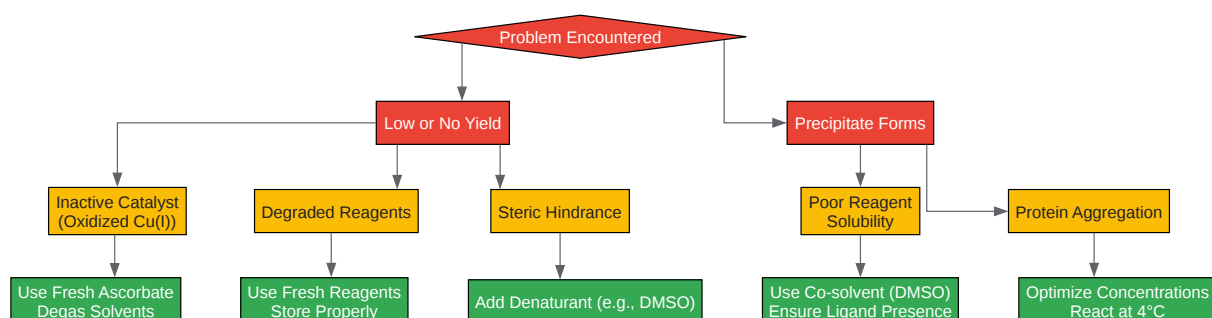 Problem Encountered
Low or No Yield
Precipitate Forms
Inactive Catalyst
(Oxidized Cu(I))
Degraded Reagents
Steric Hindrance
Poor Reagent
Solubility
Protein Aggregation
Use Fresh Ascorbate
Degas Solvents
Use Fresh Reagents
Store Properly
Add Denaturant (e.g., DMSO)
Use Co-solvent (DMSO)
Ensure Ligand Presence
Optimize Concentrations
React at 4°C